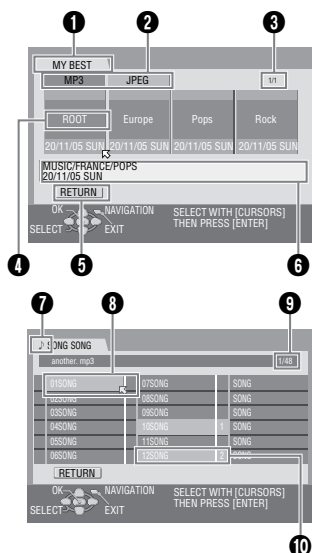 1 2 3
MY BEST
MP3 JPEG 1/1
ROOT Europe Pops Rock
20/11/05 SUN 20/11/05 SUN 20/11/05 SUN 20/11/05 SUN
MUSIC/FRANCE/POPS
20/11/05 SUN
RETURN
OK NAVIGATION SELECT WITH [CURSORS]
SELECT EXIT THEN PRESS [ENTER]
4 5 6
7 8 9
♪ SONG SONG
another. mp3 1/48
01SONG 07SONG SONG
02SONG 08SONG SONG
03SONG 09SONG SONG
04SONG 10SONG 1 SONG
055ONG 11SONG SONG
06SONG 12SONG 2 SONG
RETURN
OK NAVIGATION SELECT WITH [CURSORS]
SELECT EXIT THEN PRESS [ENTER]
10